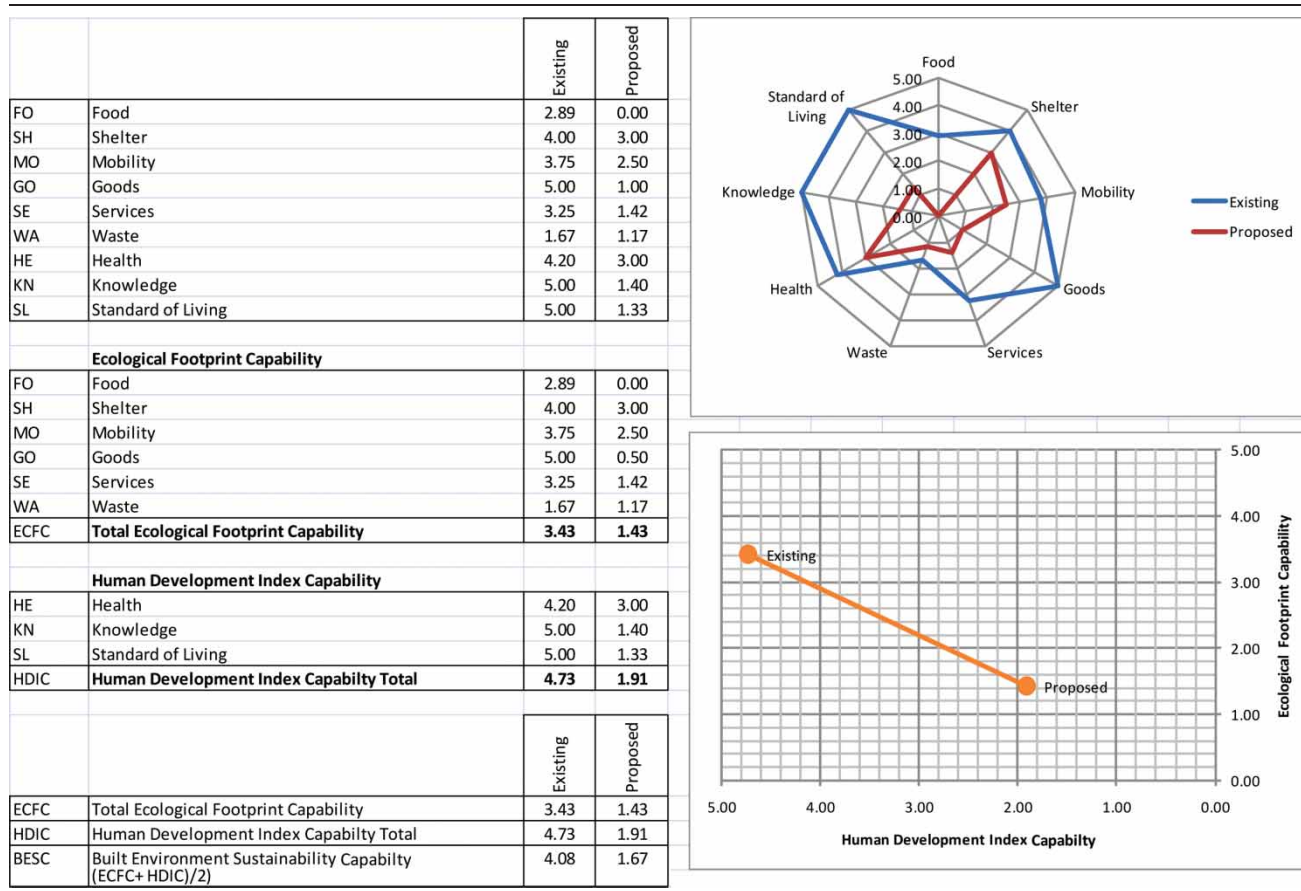 Existing Proposed
FO Food 2.89 0.00
SH Shelter 4.00 3.00
MO Mobility 3.75 2.50
GO Goods 5.00 1.00
SE Services 3.25 1.42
WA Waste 1.67 1.17
HE Health 4.20 3.00
KN Knowledge 5.00 1.40
SL Standard of Living 5.00 1.33
Ecological Footprint Capability
FO Food 2.89 0.00
SH Shelter 4.00 3.00
MO Mobility 3.75 2.50
GO Goods 5.00 0.50
SE Services 3.25 1.42
WA Waste 1.67 1.17
ECFC Total Ecological Footprint Capability 3.43 1.43
Human Development Index Capability
HE Health 4.20 3.00
KN Knowledge 5.00 1.40
SL Standard of Living 5.00 1.33
HDIC Human Development Index Capabilty Total 4.73 1.91
Existing Proposed
ECFC Total Ecological Footprint Capability 3.43 1.43
HDIC Human Development Index Capabilty Total 4.73 1.91
BESC Built Environment Sustainability Capabilty 4.08 1.67
(ECFC+ HDIC)/2)
Food
5.00
4.00
3.00
2.00
1.00
0.00
Shelter
Mobility
Goods
Services
Waste
Health
Knowledge
Standard of
Living
Existing
Proposed
5.00
4.00
3.00
2.00
1.00
0.00
Ecological Footprint Capability
Existing
Proposed
5.00 4.00 3.00 2.00 1.00 0.00
Human Development Index Capabilty